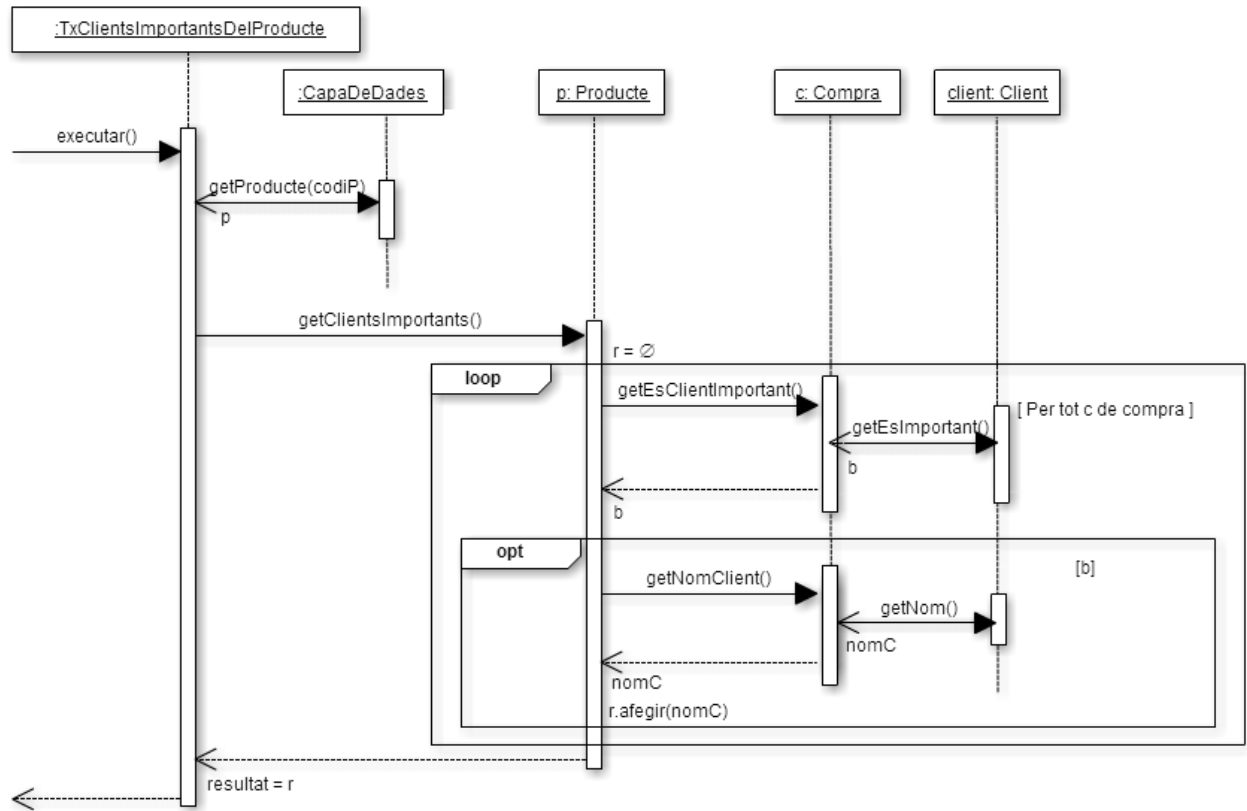 :TxClientsImportantsDelProducte
:CapaDeDades
p: Producte
c: Compra
client: Client
executar()
getProducte(codiP)
p
getClientsImportants()
r = ∅
loop
getEsClientImportant()
[ Per tot c de compra ]
getEsImportant()
b
b
opt
[b]
getNomClient()
getNom()
nomC
nomC
r.afegir(nomC)
resultat = r